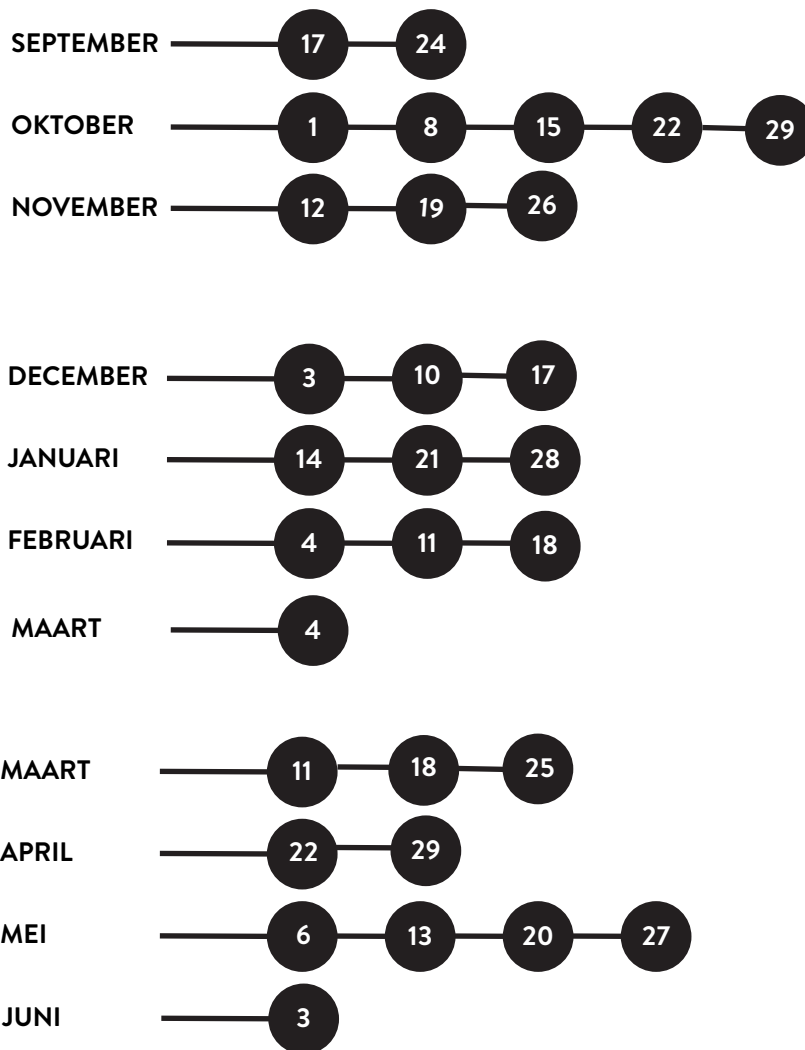 SEPTEMBER 17 24
OKTOBER 1 8 15 22 29
NOVEMBER 12 19 26
DECEMBER 3 10 17
JANUARI 14 21 28
FEBRUARI 4 11 18
MAART 4
MAART 11 18 25
APRIL 22 29
MEI 6 13 20 27
JUNI 3